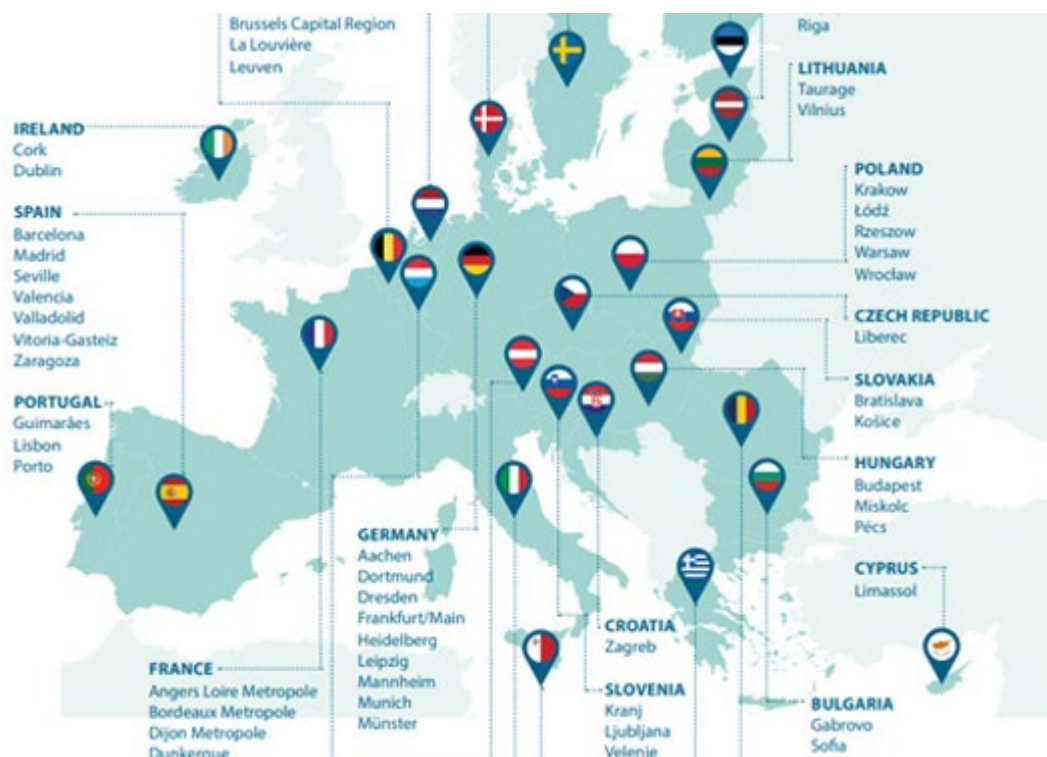 Brussels Capital Region
La Louvière
Leuven
Riga
LITHUANIA
Taurage
Vilnius
IRELAND
Cork
Dublin
POLAND
Krakow
Łódź
Rzeszow
Warsaw
Wrocław
SPAIN
Barcelona
Madrid
Seville
Valencia
Valladolid
Vitoria-Gasteiz
Zaragoza
CZECH REPUBLIC
Liberec
SLOVAKIA
Bratislava
Košice
PORTUGAL
Guimarães
Lisbon
Porto
HUNGARY
Budapest
Miskolc
Pécs
GERMANY
Aachen
Dortmund
Dresden
Frankfurt/Main
Heidelberg
Leipzig
Mannheim
Munich
Münster
CYPRUS
Limassol
CROATIA
Zagreb
FRANCE
Angers Loire Metropole
Bordeaux Metropole
Dijon Metropole
Dunkerque
SLOVENIA
Kranj
Ljubljana
Velenje
BULGARIA
Gabrovo
Sofia